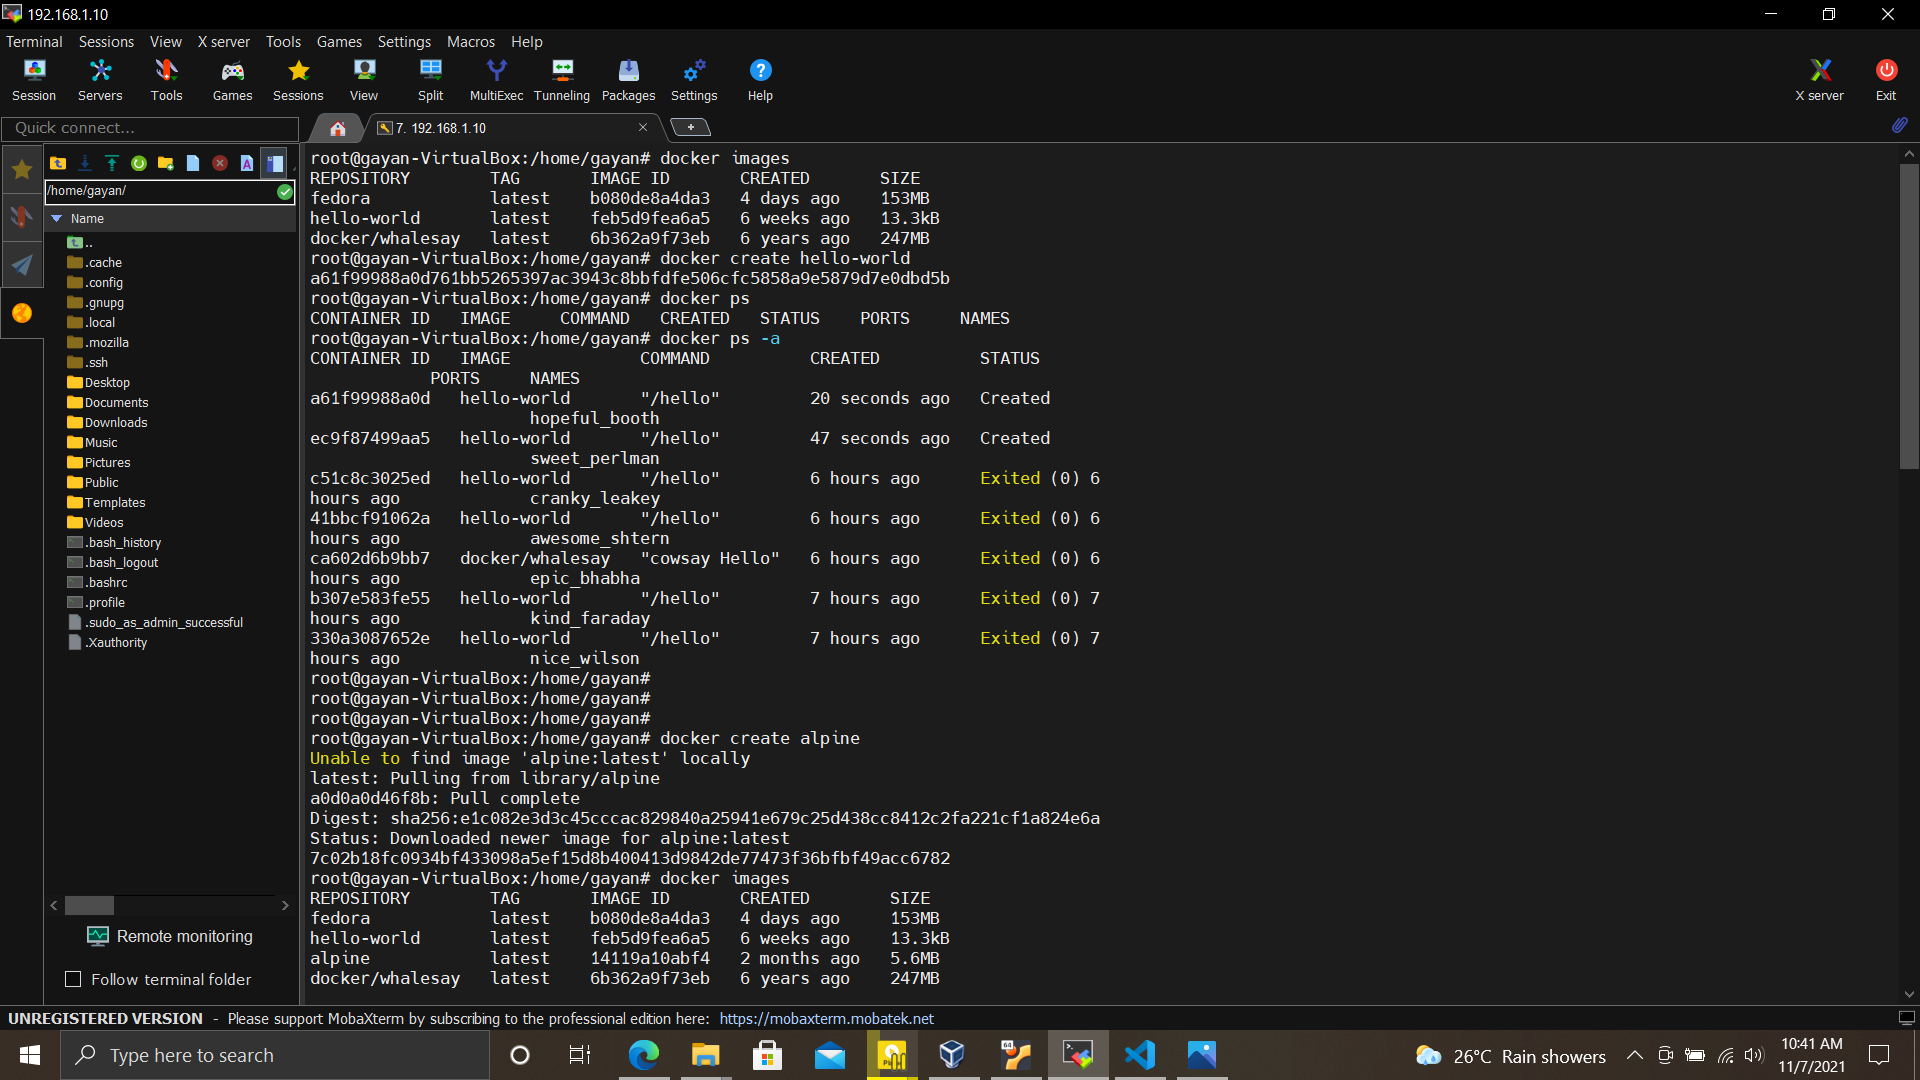 192.168.1.10
Terminal Sessions View X server Tools Games Settings Macros Help
Session Servers Tools Games Sessions View Split MultiExec Tunneling Packages Settings Help X server Exit
Quick connect...
7. 192.168.1.10
/home/gayan/
Name
..
.cache
.config
.gnupg
.local
.mozilla
.ssh
Desktop
Documents
Downloads
Music
Pictures
Public
Templates
Videos
.bash_history
.bash_logout
.bashrc
.profile
.sudo_as_admin_successful
.Xauthority
Remote monitoring
Follow terminal folder
root@gayan-VirtualBox:/home/gayan# docker images
REPOSITORY TAG IMAGE ID CREATED SIZE
fedora latest b080de8a4da3 4 days ago 153MB
hello-world latest feb5d9fea6a5 6 weeks ago 13.3kB
docker/whalesay latest 6b362a9f73eb 6 years ago 247MB
root@gayan-VirtualBox:/home/gayan# docker create hello-world
a61f99988a0d761bb5265397ac3943c8bbfdfe506cfc5858a9e5879d7e0dbd5b
root@gayan-VirtualBox:/home/gayan# docker ps
CONTAINER ID IMAGE COMMAND CREATED STATUS PORTS NAMES
root@gayan-VirtualBox:/home/gayan# docker ps -a
CONTAINER ID IMAGE COMMAND CREATED STATUS
PORTS NAMES
a61f99988a0d hello-world "/hello" 20 seconds ago Created
hopeful_booth
ec9f87499aa5 hello-world "/hello" 47 seconds ago Created
sweet_perlman
c51c8c3025ed hello-world "/hello" 6 hours ago Exited (0) 6
hours ago cranky_leakey
41bbcf91062a hello-world "/hello" 6 hours ago Exited (0) 6
hours ago awesome_shtern
ca602d6b9bb7 docker/whalesay "cowsay Hello" 6 hours ago Exited (0) 6
hours ago epic_bhabha
b307e583fe55 hello-world "/hello" 7 hours ago Exited (0) 7
hours ago kind_faraday
330a3087652e hello-world "/hello" 7 hours ago Exited (0) 7
hours ago nice_wilson
root@gayan-VirtualBox:/home/gayan#
root@gayan-VirtualBox:/home/gayan#
root@gayan-VirtualBox:/home/gayan#
root@gayan-VirtualBox:/home/gayan# docker create alpine
Unable to find image 'alpine:latest' locally
latest: Pulling from library/alpine
a0d0a0d46f8b: Pull complete
Digest: sha256:e1c082e3d3c45cccac829840a25941e679c25d438cc8412c2fa221cf1a824e6a
Status: Downloaded newer image for alpine:latest
7c02b18fc0934bf433098a5ef15d8b400413d9842de77473f36bfbf49acc6782
root@gayan-VirtualBox:/home/gayan# docker images
REPOSITORY TAG IMAGE ID CREATED SIZE
fedora latest b080de8a4da3 4 days ago 153MB
hello-world latest feb5d9fea6a5 6 weeks ago 13.3kB
alpine latest 14119a10abf4 2 months ago 5.6MB
docker/whalesay latest 6b362a9f73eb 6 years ago 247MB
UNREGISTERED VERSION - Please support MobaXterm by subscribing to the professional edition here: https://mobaxterm.mobatek.net
Type here to search
64
26°C Rain showers
10:41 AM
11/7/2021